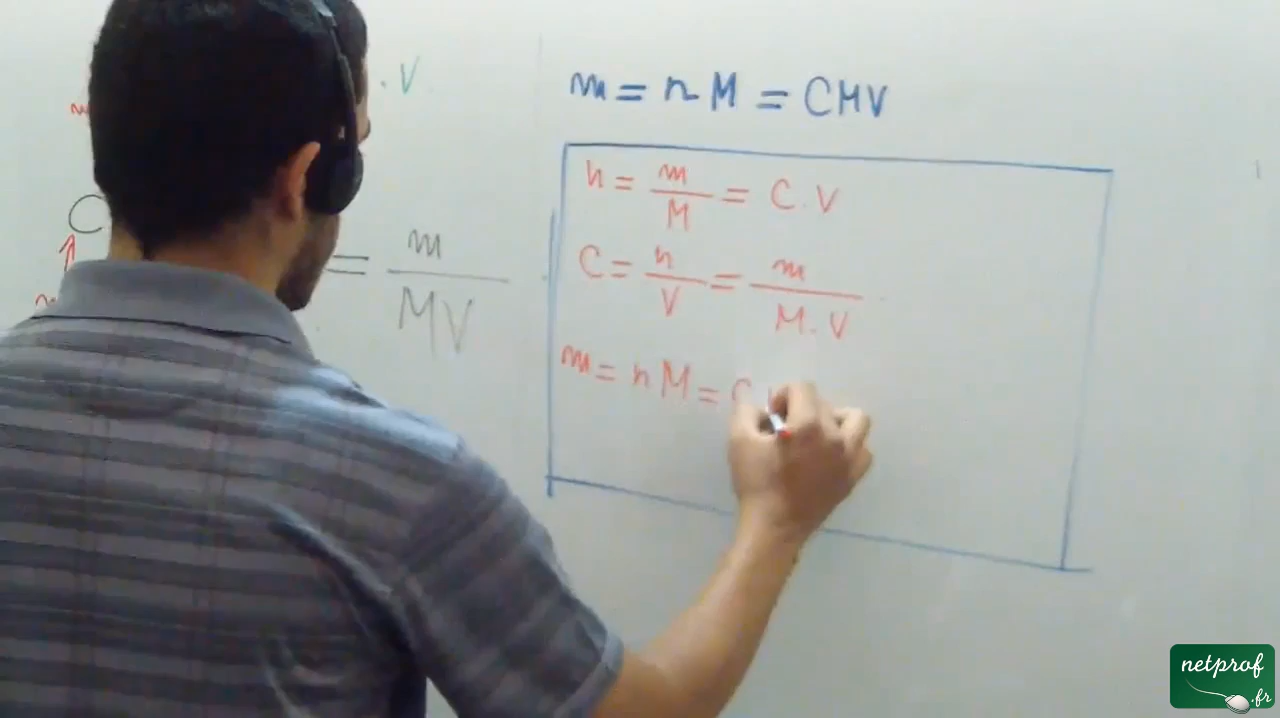 . V
m = n M = CMV
n = m/M = C.V
C
= m/MV
C = n/V = m/M.V
m = n M = C
netprof
.fr